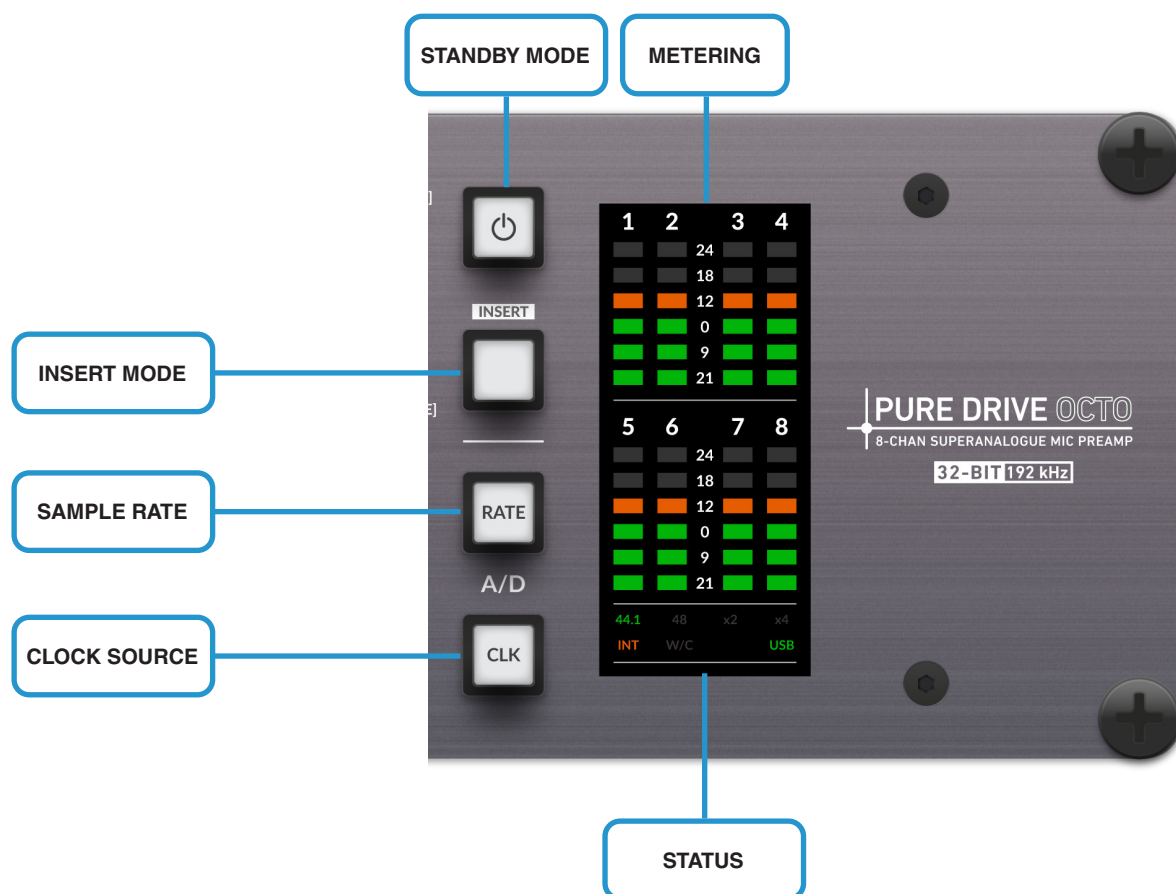 STANDBY MODE
METERING
]
1 2 3 4
24
18
12
0
9
21
INSERT
INSERT MODE
E]
5 6 7 8
24
18
12
0
9
21
PURE DRIVE OCTO
8-CHAN SUPERANALOGUE MIC PREAMP
32-BIT 192 kHz
SAMPLE RATE
RATE
A/D
44.1 48 x2 x4
INT W/C USB
CLOCK SOURCE
CLK
STATUS